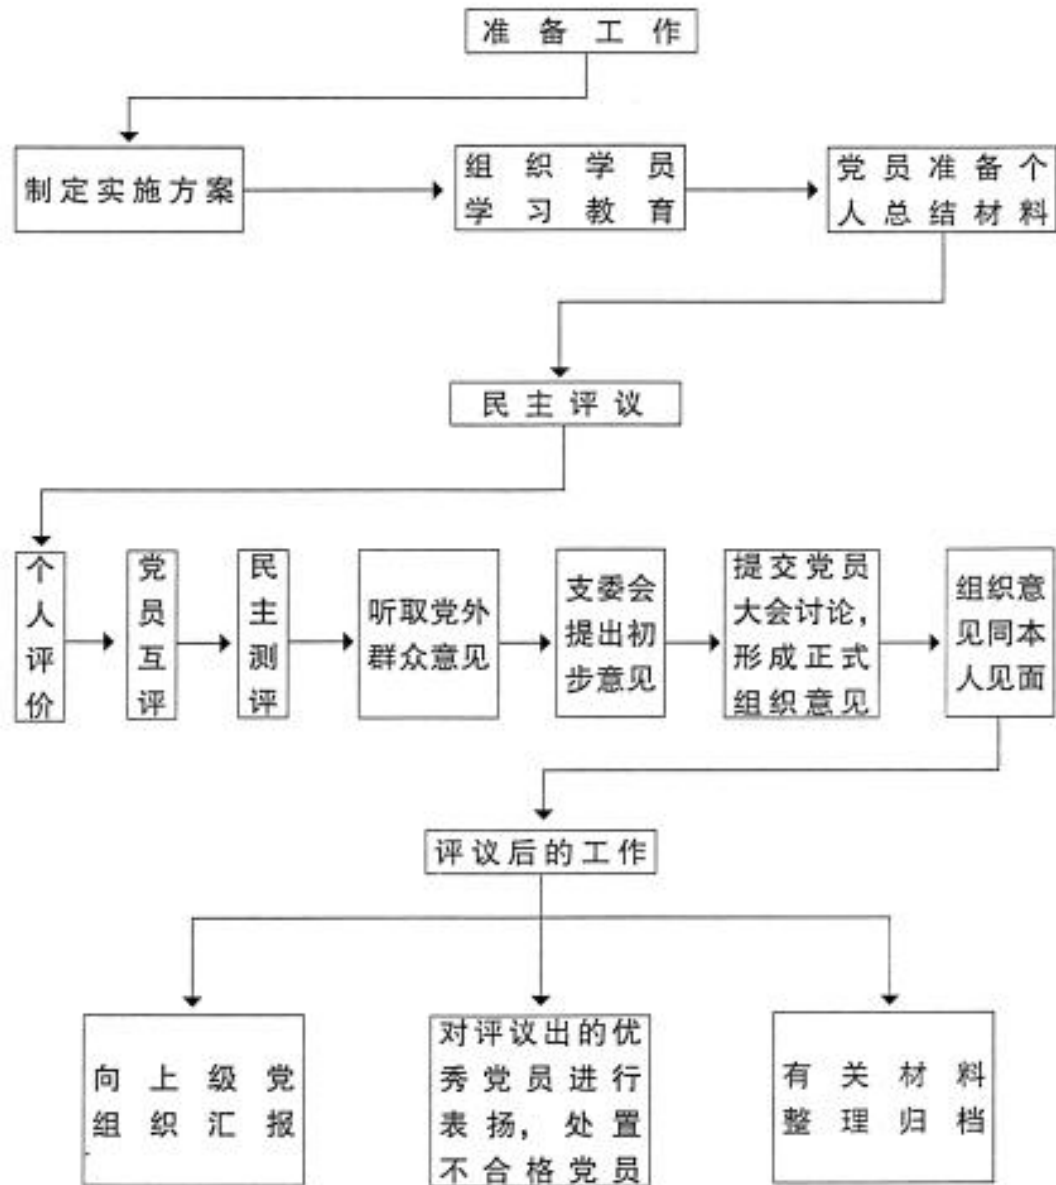 准备工作
制定实施方案
组织学员
学习教育
党员准备个
人总结材料
民主评议
个
人
评
价
党
员
互
评
民
主
测
评
听取党外
群众意见
支委会
提出初
步意见
提交党员
大会讨论，
形成正式
组织意见
组织意
见同本
人见面
评议后的工作
向上级党
组织汇报
对评议出的优
秀党员进行
表扬，处置
不合格党员
有关材料
整理归档